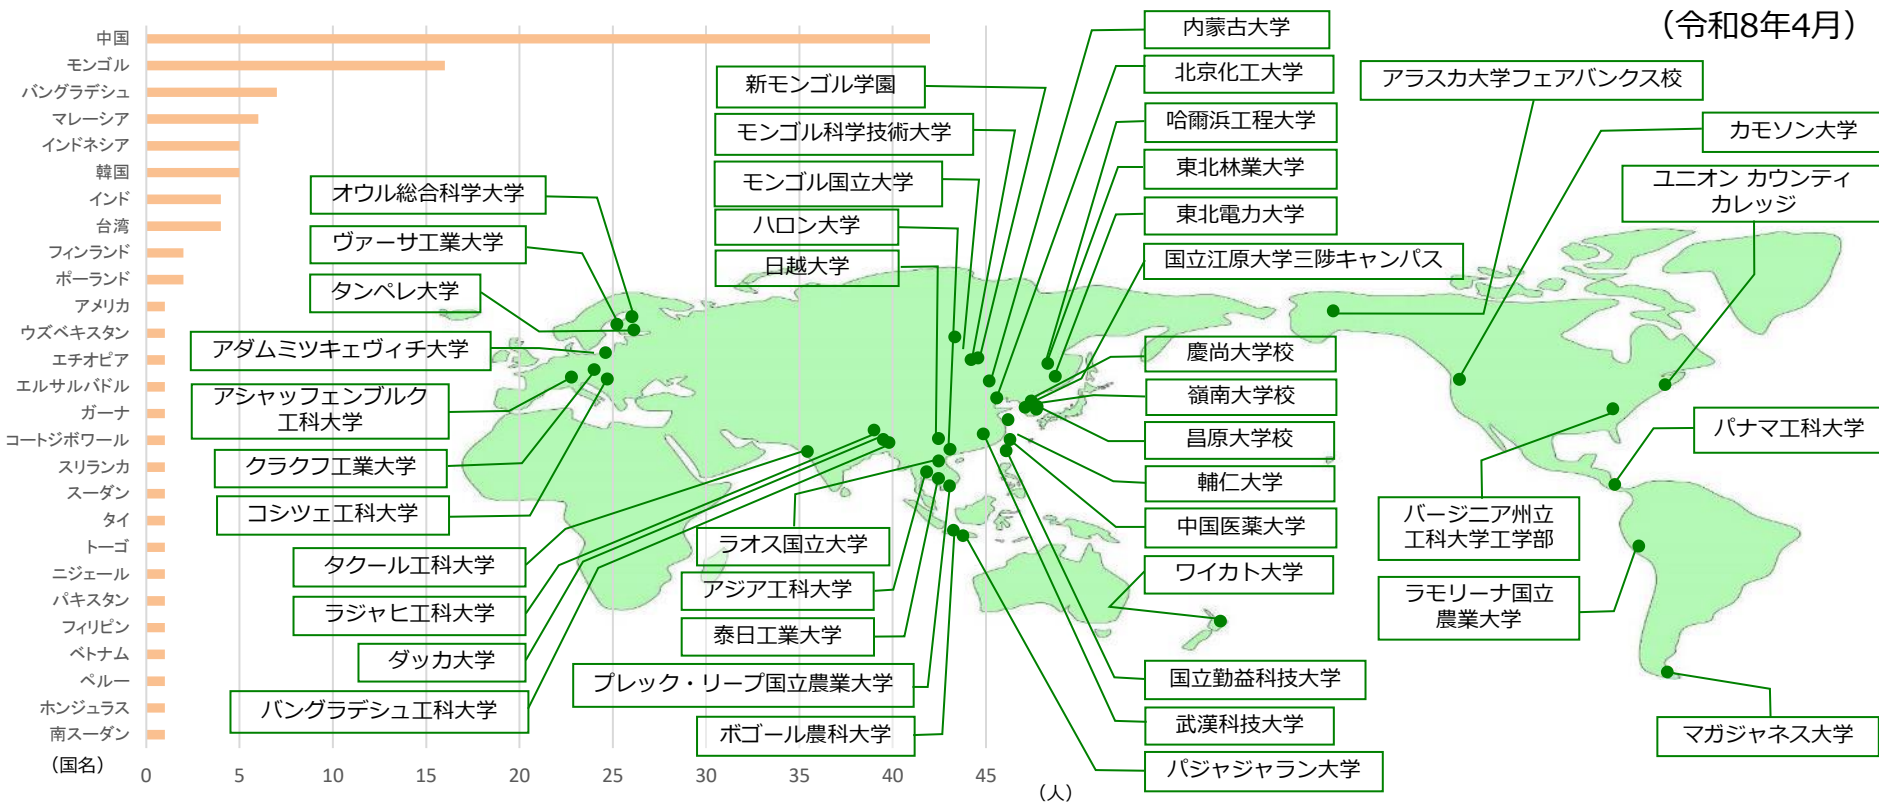 （令和8年4月）
中国
モンゴル
バングラデシュ
マレーシア
インドネシア
韓国
インド
台湾
フィンランド
ポーランド
アメリカ
ウズベキスタン
エチオピア
エルサルバドル
ガーナ
コートジボワール
スリランカ
スーダン
タイ
トーゴ
ニジェール
パキスタン
フィリピン
ベトナム
ペルー
ホンジュラス
南スーダン
（国名）
0
5
10
15
20
25
30
35
40
45
（人）
オウル総合科学大学
ヴァーサ工業大学
タンペレ大学
アダムミツキェヴィチ大学
アシャッフェンブルク
工科大学
クラクフ工業大学
コシツェ工科大学
タクール工科大学
ラジャヒ工科大学
ダッカ大学
バングラデシュ工科大学
新モンゴル学園
モンゴル科学技術大学
モンゴル国立大学
ハロン大学
日越大学
ラオス国立大学
アジア工科大学
泰日工業大学
プレック・リープ国立農業大学
ボゴール農科大学
内蒙古大学
北京化工大学
哈爾浜工程大学
東北林業大学
東北電力大学
国立江原大学三陟キャンパス
慶尚大学校
嶺南大学校
昌原大学校
輔仁大学
中国医薬大学
ワイカト大学
国立勤益科技大学
武漢科技大学
パジャジャラン大学
アラスカ大学フェアバンクス校
カモソン大学
ユニオン カウンティ
カレッジ
パナマ工科大学
バージニア州立
工科大学工学部
ラモリーナ国立
農業大学
マガジャネス大学